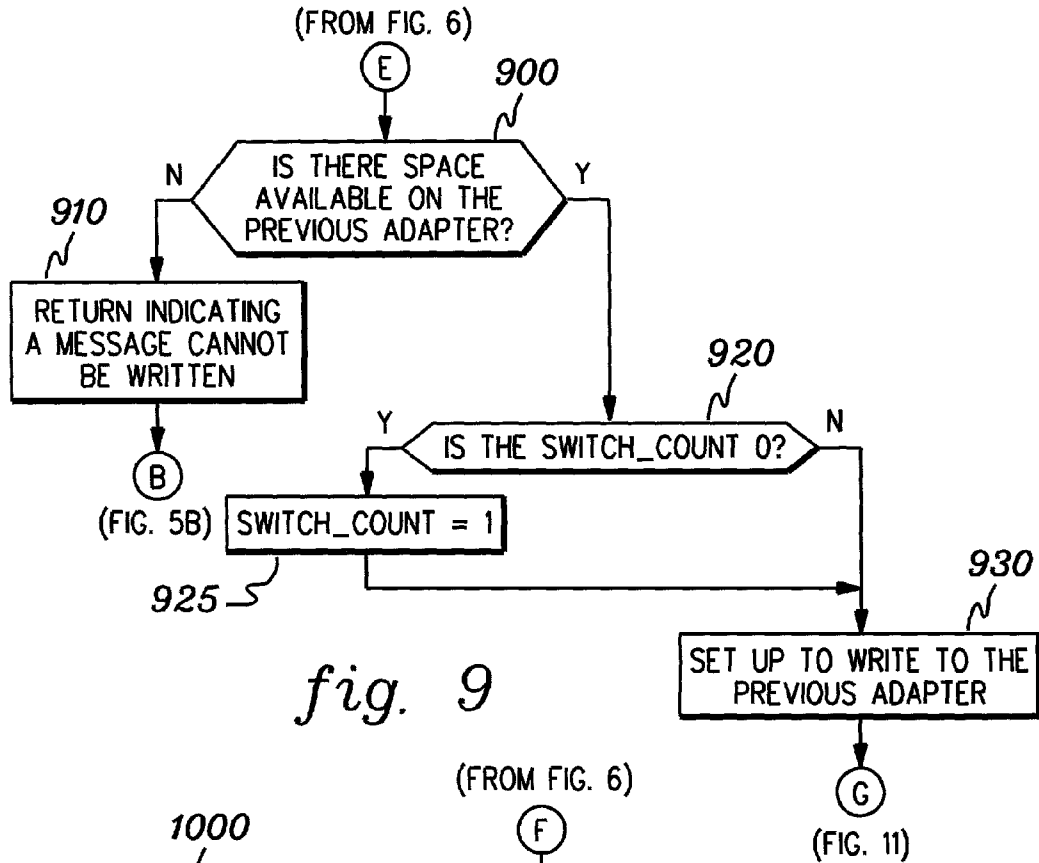 (FROM FIG. 6)
E
900
IS THERE SPACE
AVAILABLE ON THE
PREVIOUS ADAPTER?
N
Y
910
RETURN INDICATING
A MESSAGE CANNOT
BE WRITTEN
B
(FIG. 5B)
920
IS THE SWITCH_COUNT 0?
Y
N
SWITCH_COUNT = 1
925
930
SET UP TO WRITE TO THE
PREVIOUS ADAPTER
G
(FIG. 11)
fig. 9
(FROM FIG. 6)
F
1000